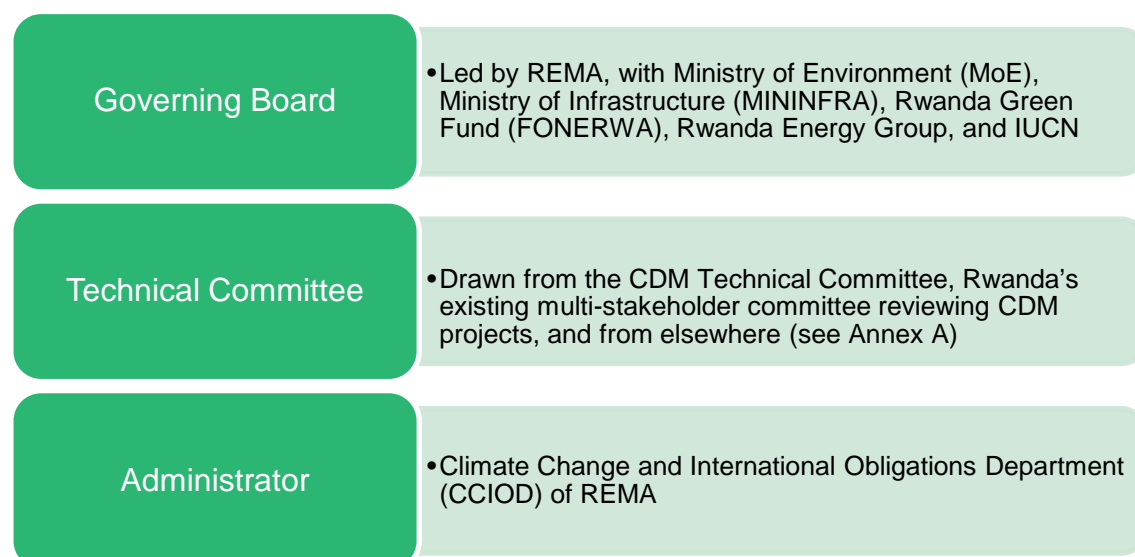 Governing Board
•Led by REMA, with Ministry of Environment (MoE),
Ministry of Infrastructure (MININFRA), Rwanda Green
Fund (FONERWA), Rwanda Energy Group, and IUCN
Technical Committee
•Drawn from the CDM Technical Committee, Rwanda’s
existing multi-stakeholder committee reviewing CDM
projects, and from elsewhere (see Annex A)
Administrator
•Climate Change and International Obligations Department
(CCIOD) of REMA